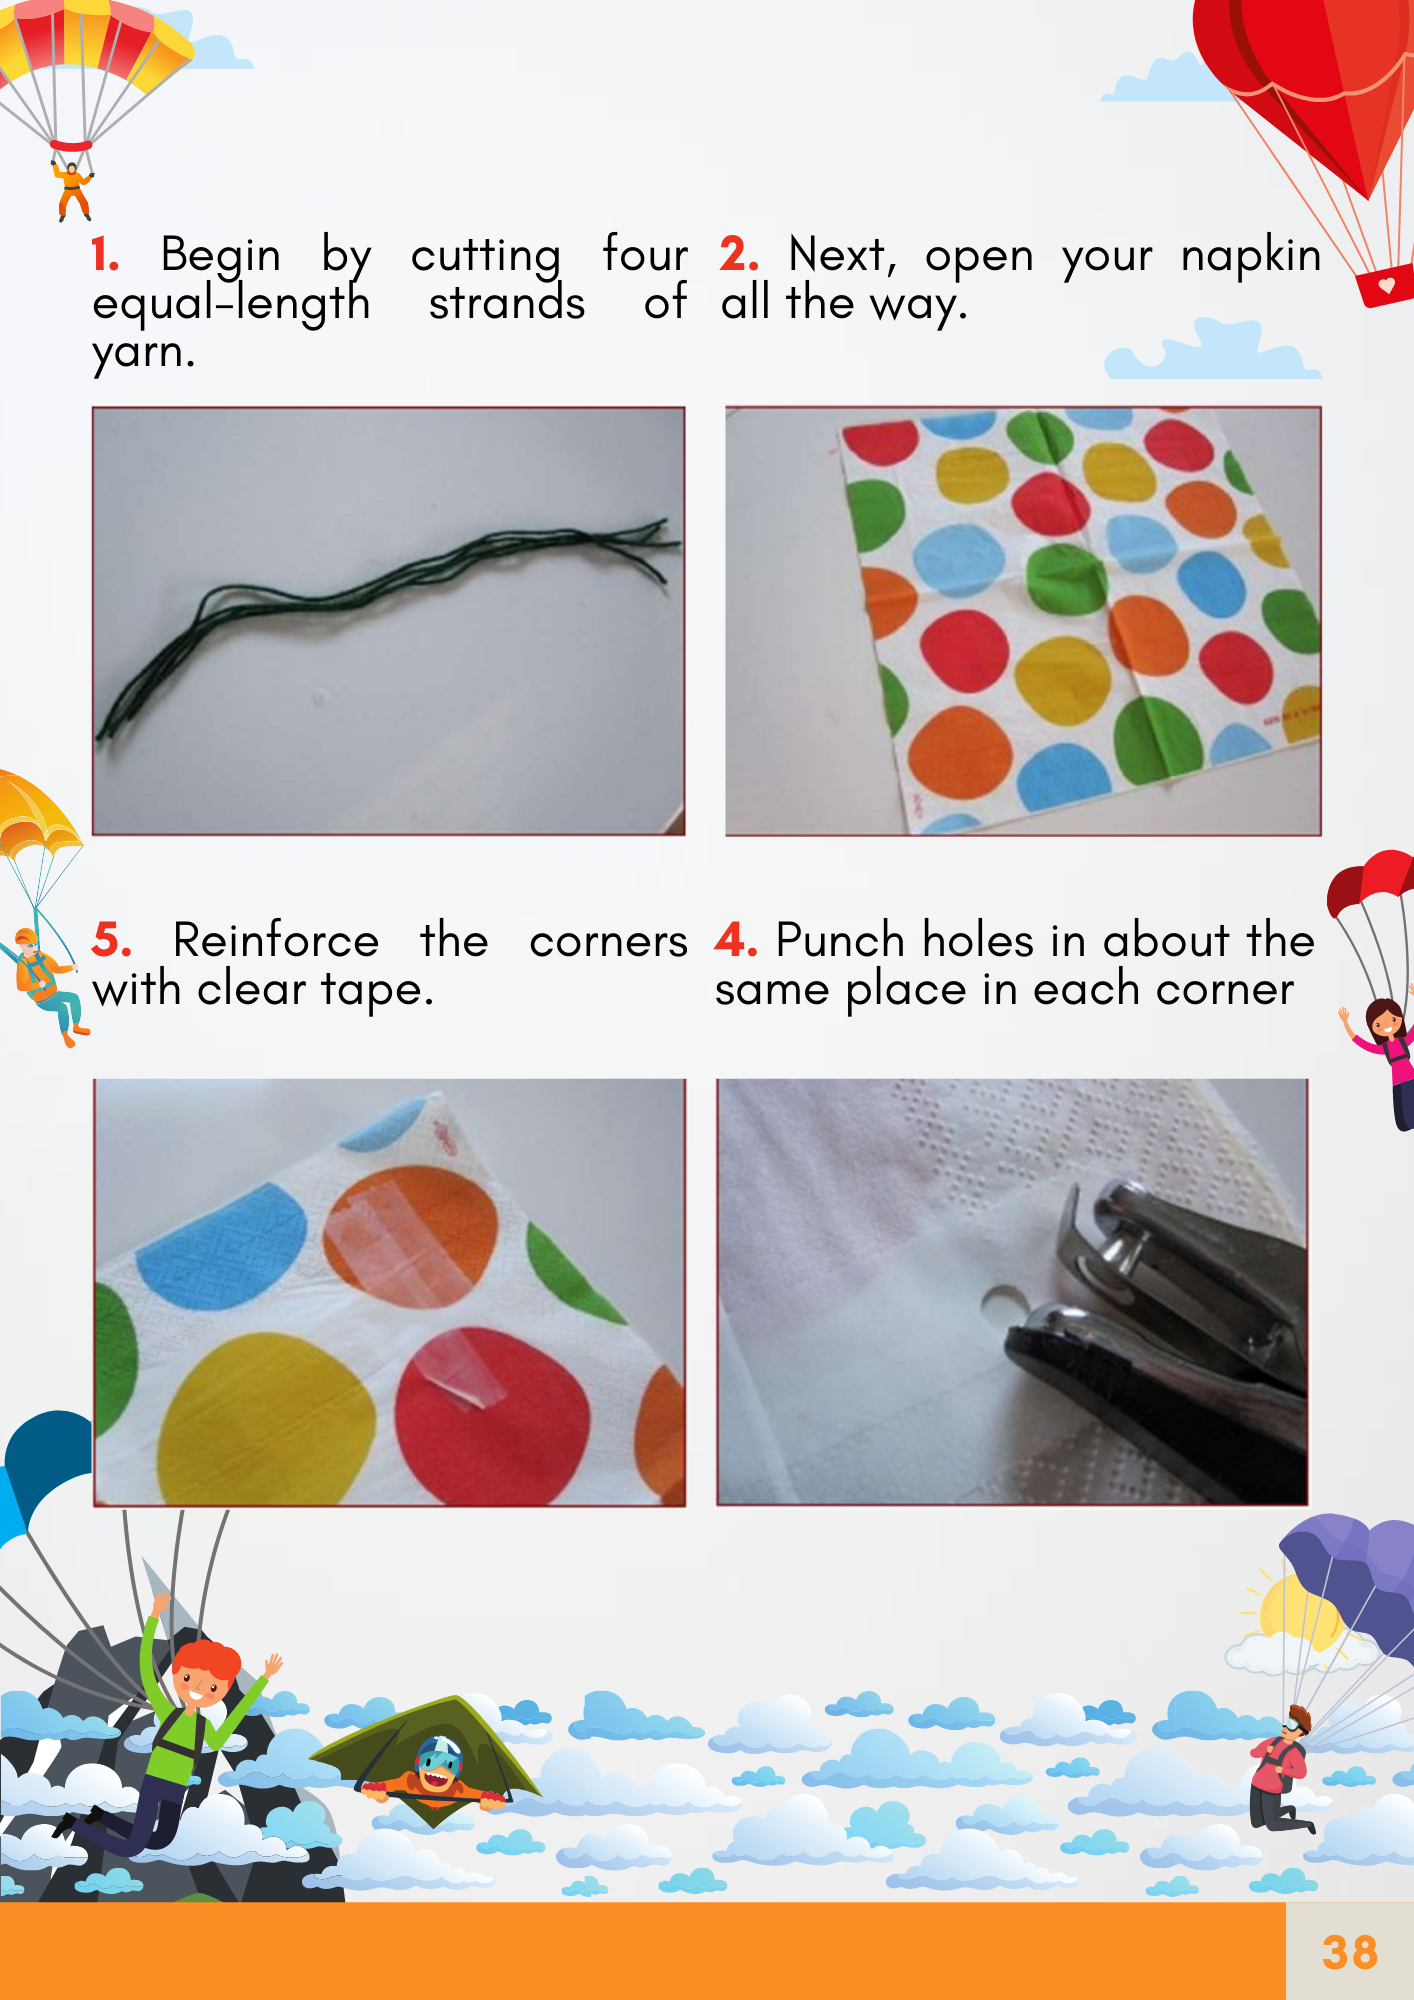 1. Begin by cutting four
equal-length strands of
yarn.
2. Next, open your napkin
all the way.
5. Reinforce the corners
with clear tape.
4. Punch holes in about the
same place in each corner
38